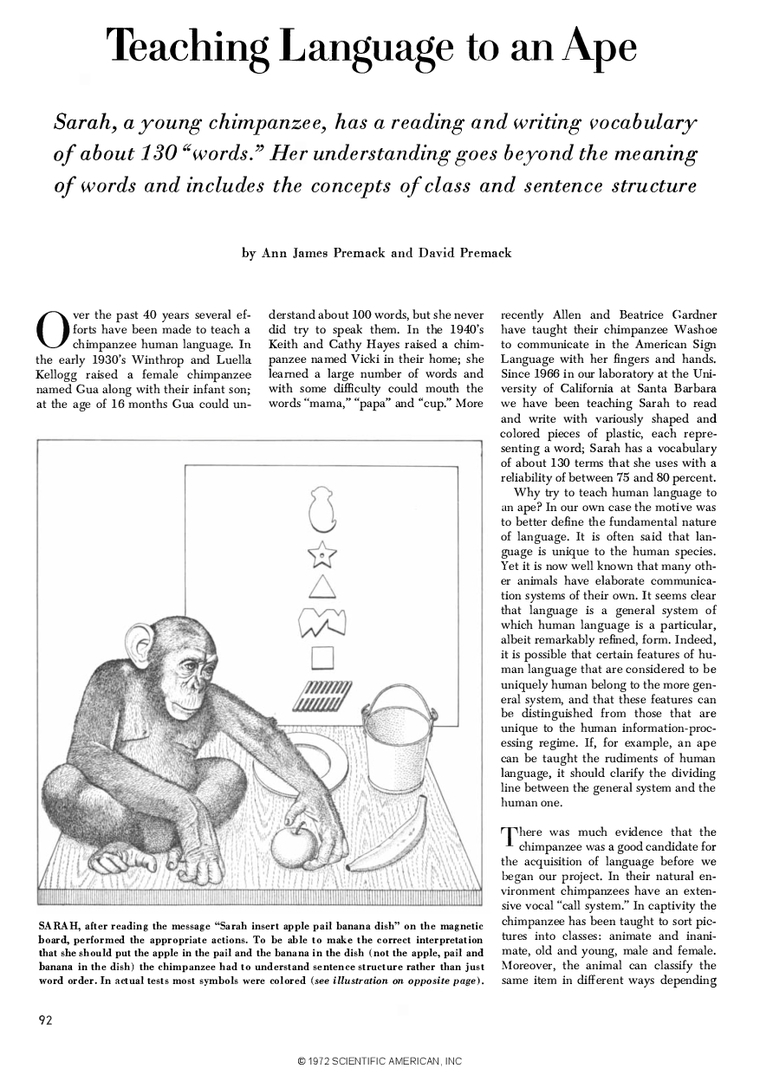 Teaching Language to an Ape
Sarah, a young chimpanzee, has a reading and writing vocabulary
of about 130 “words.” Her understanding goes beyond the meaning
of words and includes the concepts of class and sentence structure
by Ann James Premack and David Premack
Over the past 40 years several ef-
forts have been made to teach a
chimpanzee human language. In
the early 1930’s Winthrop and Luella
Kellogg raised a female chimpanzee
named Gua along with their infant son;
at the age of 16 months Gua could un-
derstand about 100 words, but she never
did try to speak them. In the 1940’s
Keith and Cathy Hayes raised a chim-
panzee named Vicki in their home; she
learned a large number of words and
with some difficulty could mouth the
words “mama,” “papa” and “cup.” More
recently Allen and Beatrice Gardner
have taught their chimpanzee Washoe
to communicate in the American Sign
Language with her fingers and hands.
Since 1966 in our laboratory at the Uni-
versity of California at Santa Barbara
we have been teaching Sarah to read
and write with variously shaped and
colored pieces of plastic, each repre-
senting a word; Sarah has a vocabulary
of about 130 terms that she uses with a
reliability of between 75 and 80 percent.
Why try to teach human language to
an ape? In our own case the motive was
to better define the fundamental nature
of language. It is often said that lan-
guage is unique to the human species.
Yet it is now well known that many oth-
er animals have elaborate communica-
tion systems of their own. It seems clear
that language is a general system of
which human language is a particular,
albeit remarkably refined, form. Indeed,
it is possible that certain features of hu-
man language that are considered to be
uniquely human belong to the more gen-
eral system, and that these features can
be distinguished from those that are
unique to the human information-proc-
essing regime. If, for example, an ape
can be taught the rudiments of human
language, it should clarify the dividing
line between the general system and the
human one.
There was much evidence that the
chimpanzee was a good candidate for
the acquisition of language before we
began our project. In their natural en-
vironment chimpanzees have an exten-
sive vocal “call system.” In captivity the
chimpanzee has been taught to sort pic-
tures into classes: animate and inani-
mate, old and young, male and female.
Moreover, the animal can classify the
same item in different ways depending
SARAH, after reading the message “Sarah insert apple pail banana dish” on the magnetic
board, performed the appropriate actions. To be able to make the correct interpretation
that she should put the apple in the pail and the banana in the dish (not the apple, pail and
banana in the dish) the chimpanzee had to understand sentence structure rather than just
word order. In actual tests most symbols were colored (see illustration on opposite page).
92
© 1972 SCIENTIFIC AMERICAN, INC